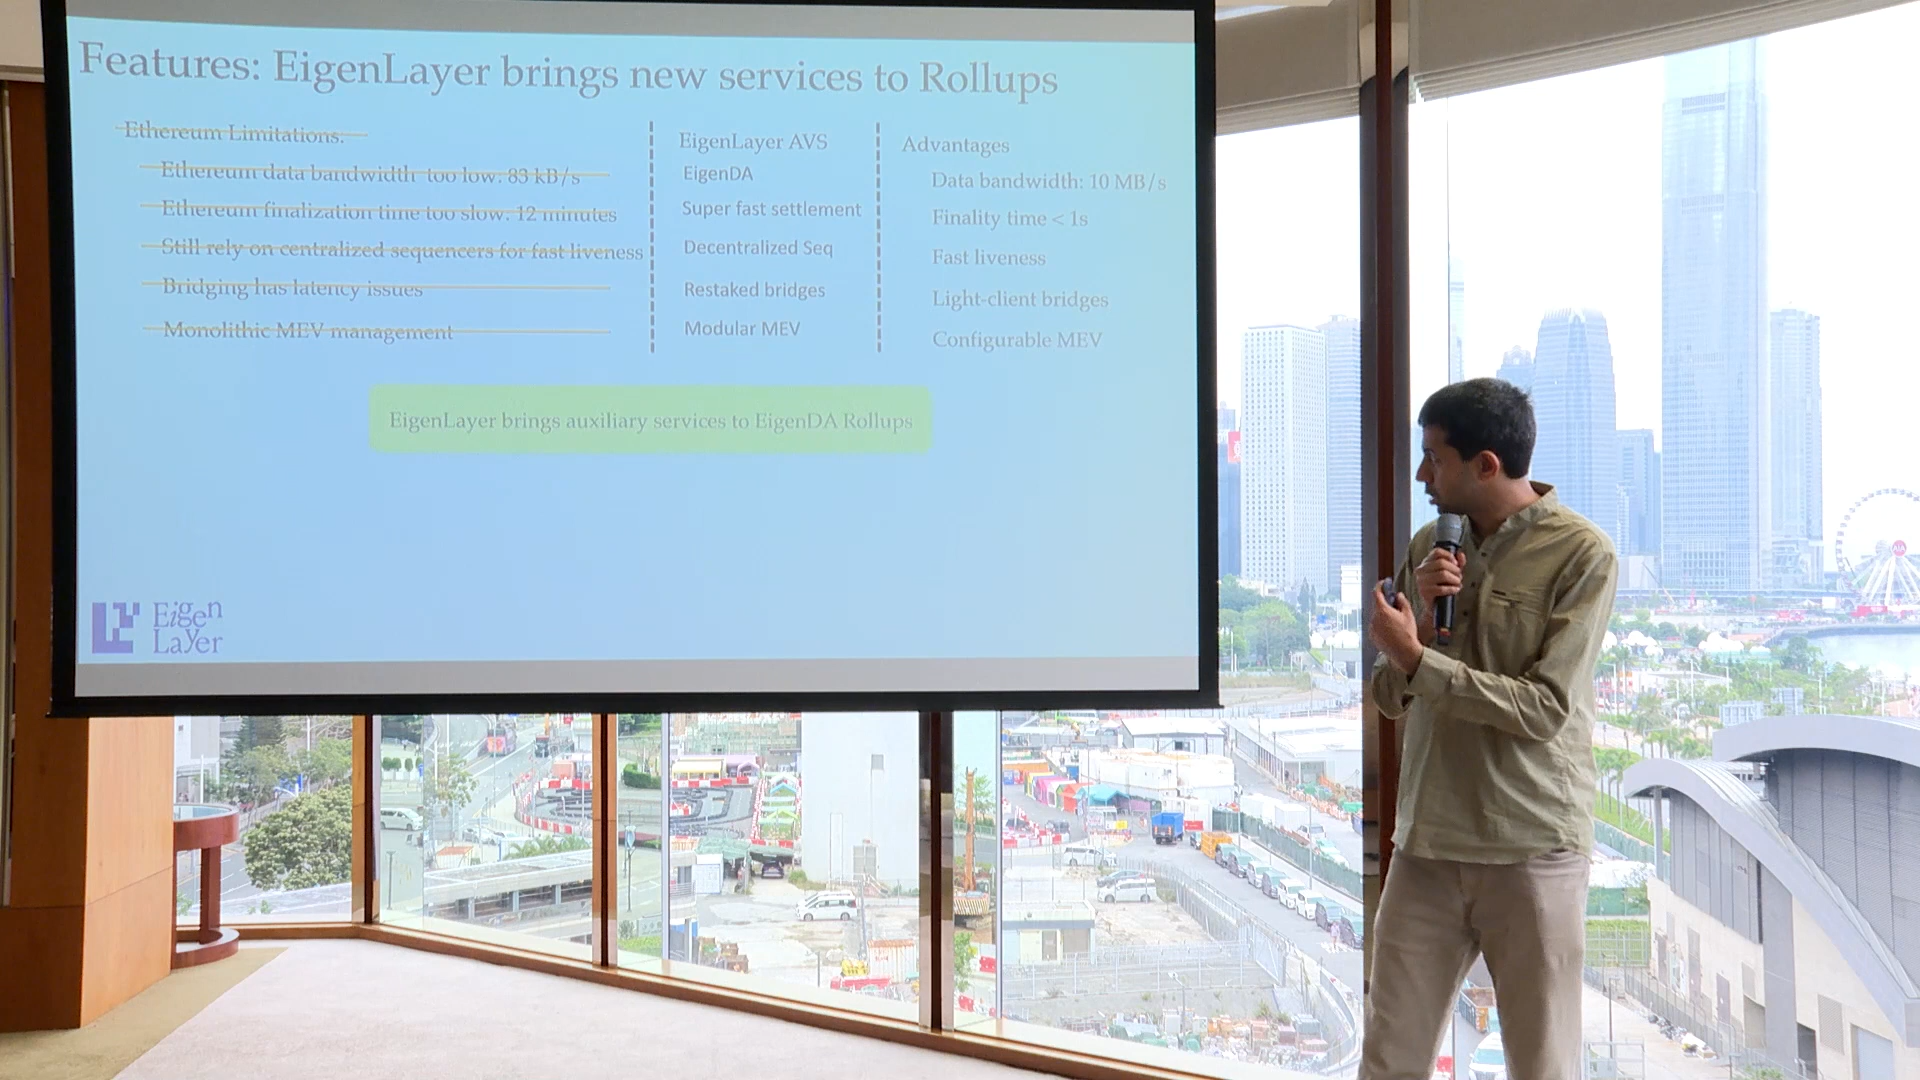 Features: EigenLayer brings new services to Rollups
Ethereum Limitations:
Ethereum data bandwidth too low: 83 kB/s
Ethereum finalization time too slow: 12 minutes
Still rely on centralized sequencers for fast liveness
Bridging has latency issues
Monolithic MEV management
EigenLayer AVS
EigenDA
Super fast settlement
Decentralized Seq
Restaked bridges
Modular MEV
Advantages
Data bandwidth: 10 MB/s
Finality time < 1s
Fast liveness
Light-client bridges
Configurable MEV
EigenLayer brings auxiliary services to EigenDA Rollups
Eigen
Layer
AIA